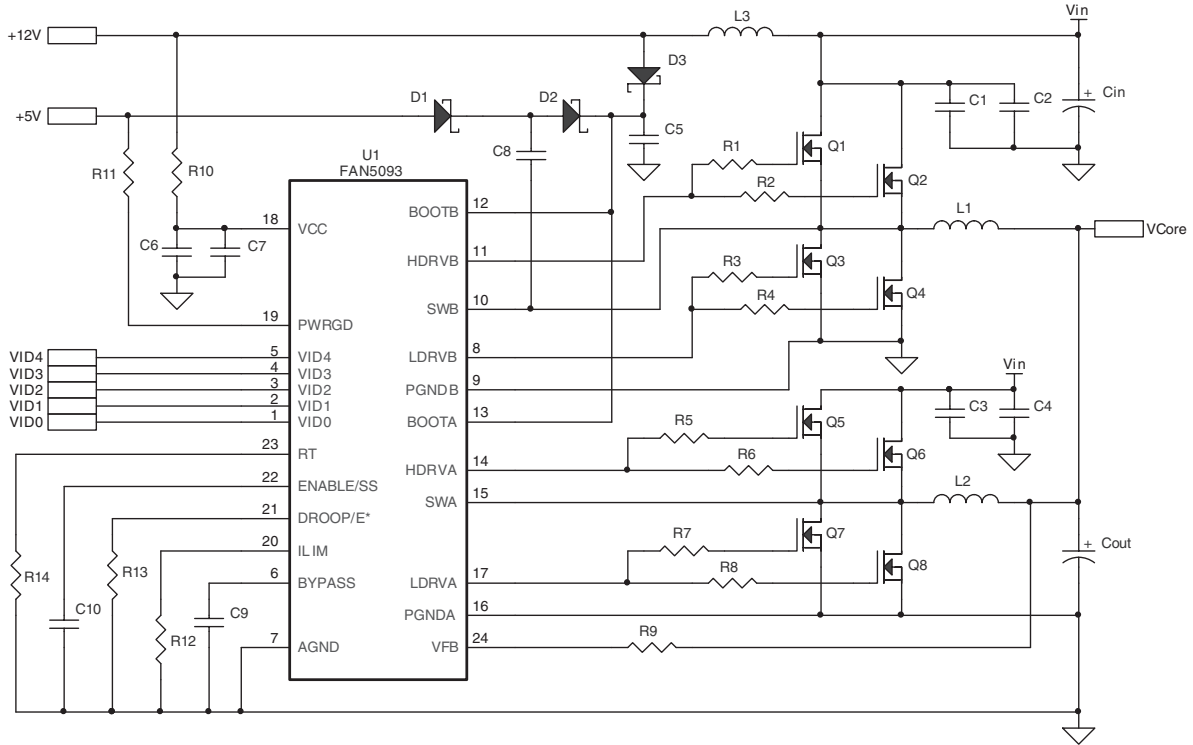 L3
Vin
+12V
D3
D1
D2
C1
C2
Cin
+5V
C5
C8
R1
Q1
U1
FAN5093
R11
R10
R2
Q2
12
BOOTB
L1
18
VCC
VCore
C6
C7
11
HDRVB
R3
Q3
R4
Q4
10
SWB
19
PWRGD
VID4
5
VID4
8
LDRVB
VID3
4
VID3
Vin
VID2
3
VID2
9
PGNDB
VID1
2
VID1
C3
C4
VID0
1
VID0
13
BOOTA
R5
Q5
23
RT
R6
Q6
14
HDRVA
22
ENABLE/SS
15
SWA
L2
21
DROOP/E*
R7
Q7
20
ILIM
Cout
R14
R13
6
BYPASS
17
LDRVA
R8
Q8
C10
C9
16
PGNDA
R12
7
AGND
24
VFB
R9